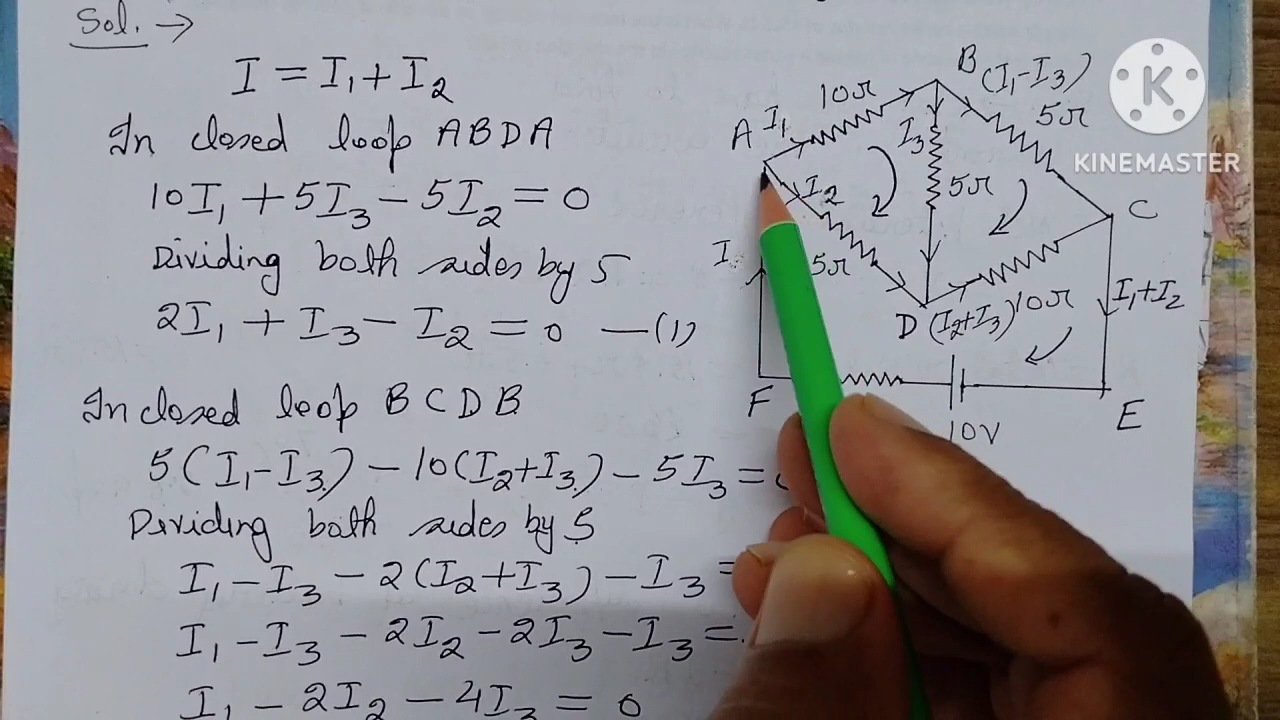 Sol. →
I = I₁ + I₂
In closed loop ABDA
10I₁ + 5I₃ − 5I₂ = 0
Dividing both sides by 5
2I₁ + I₃ − I₂ = 0 —(1)
In closed loop BCDB
5(I₁ − I₃) − 10(I₂ + I₃) − 5I₃ =
Dividing both sides by 5
I₁ − I₃ − 2(I₂ + I₃) − I₃ =
I₁ − I₃ − 2I₂ − 2I₃ − I₃ =
I₁ − 2I₂ − 4I₃ = 0
B (I₁ − I₃)
10Ω
5Ω
A I₁
I₃
I₂
5Ω
C
I
5Ω
10Ω
I₁ + I₂
D (I₂ + I₃)
F
E
10V
K
KINEMASTER